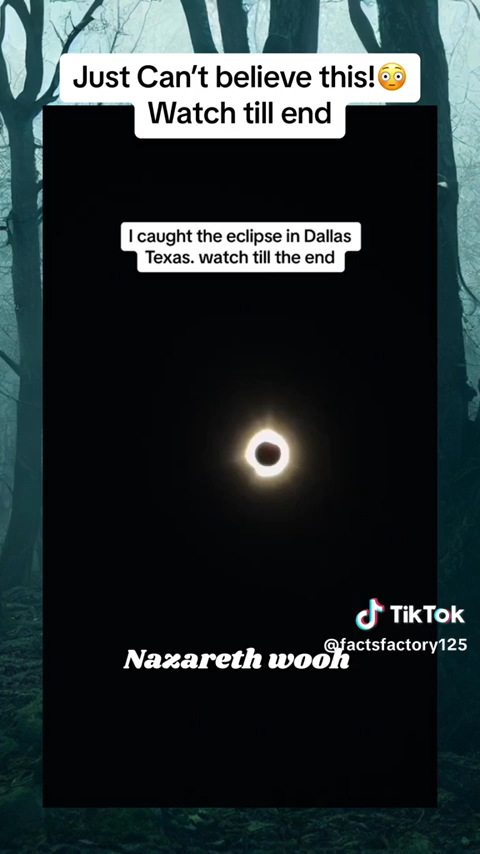 Just Can't believe this!😳
Watch till end
I caught the eclipse in Dallas
Texas. watch till the end
TikTok
@factsfactory125
Nazareth wooh